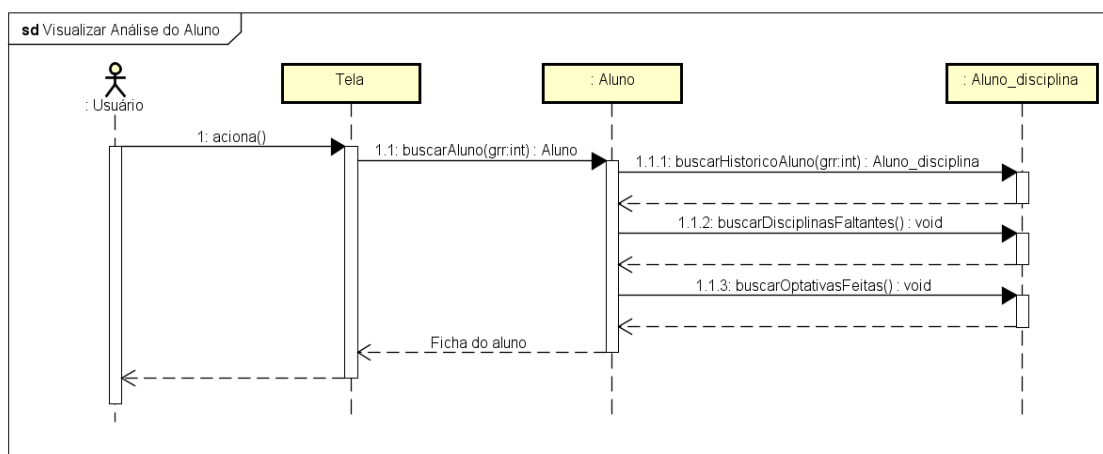 sd Visualizar Análise do Aluno
: Usuário
Tela
: Aluno
: Aluno_disciplina
1: aciona()
1.1: buscarAluno(grr:int) : Aluno
1.1.1: buscarHistoricoAluno(grr:int) : Aluno_disciplina
1.1.2: buscarDisciplinasFaltantes() : void
1.1.3: buscarOptativasFeitas() : void
Ficha do aluno